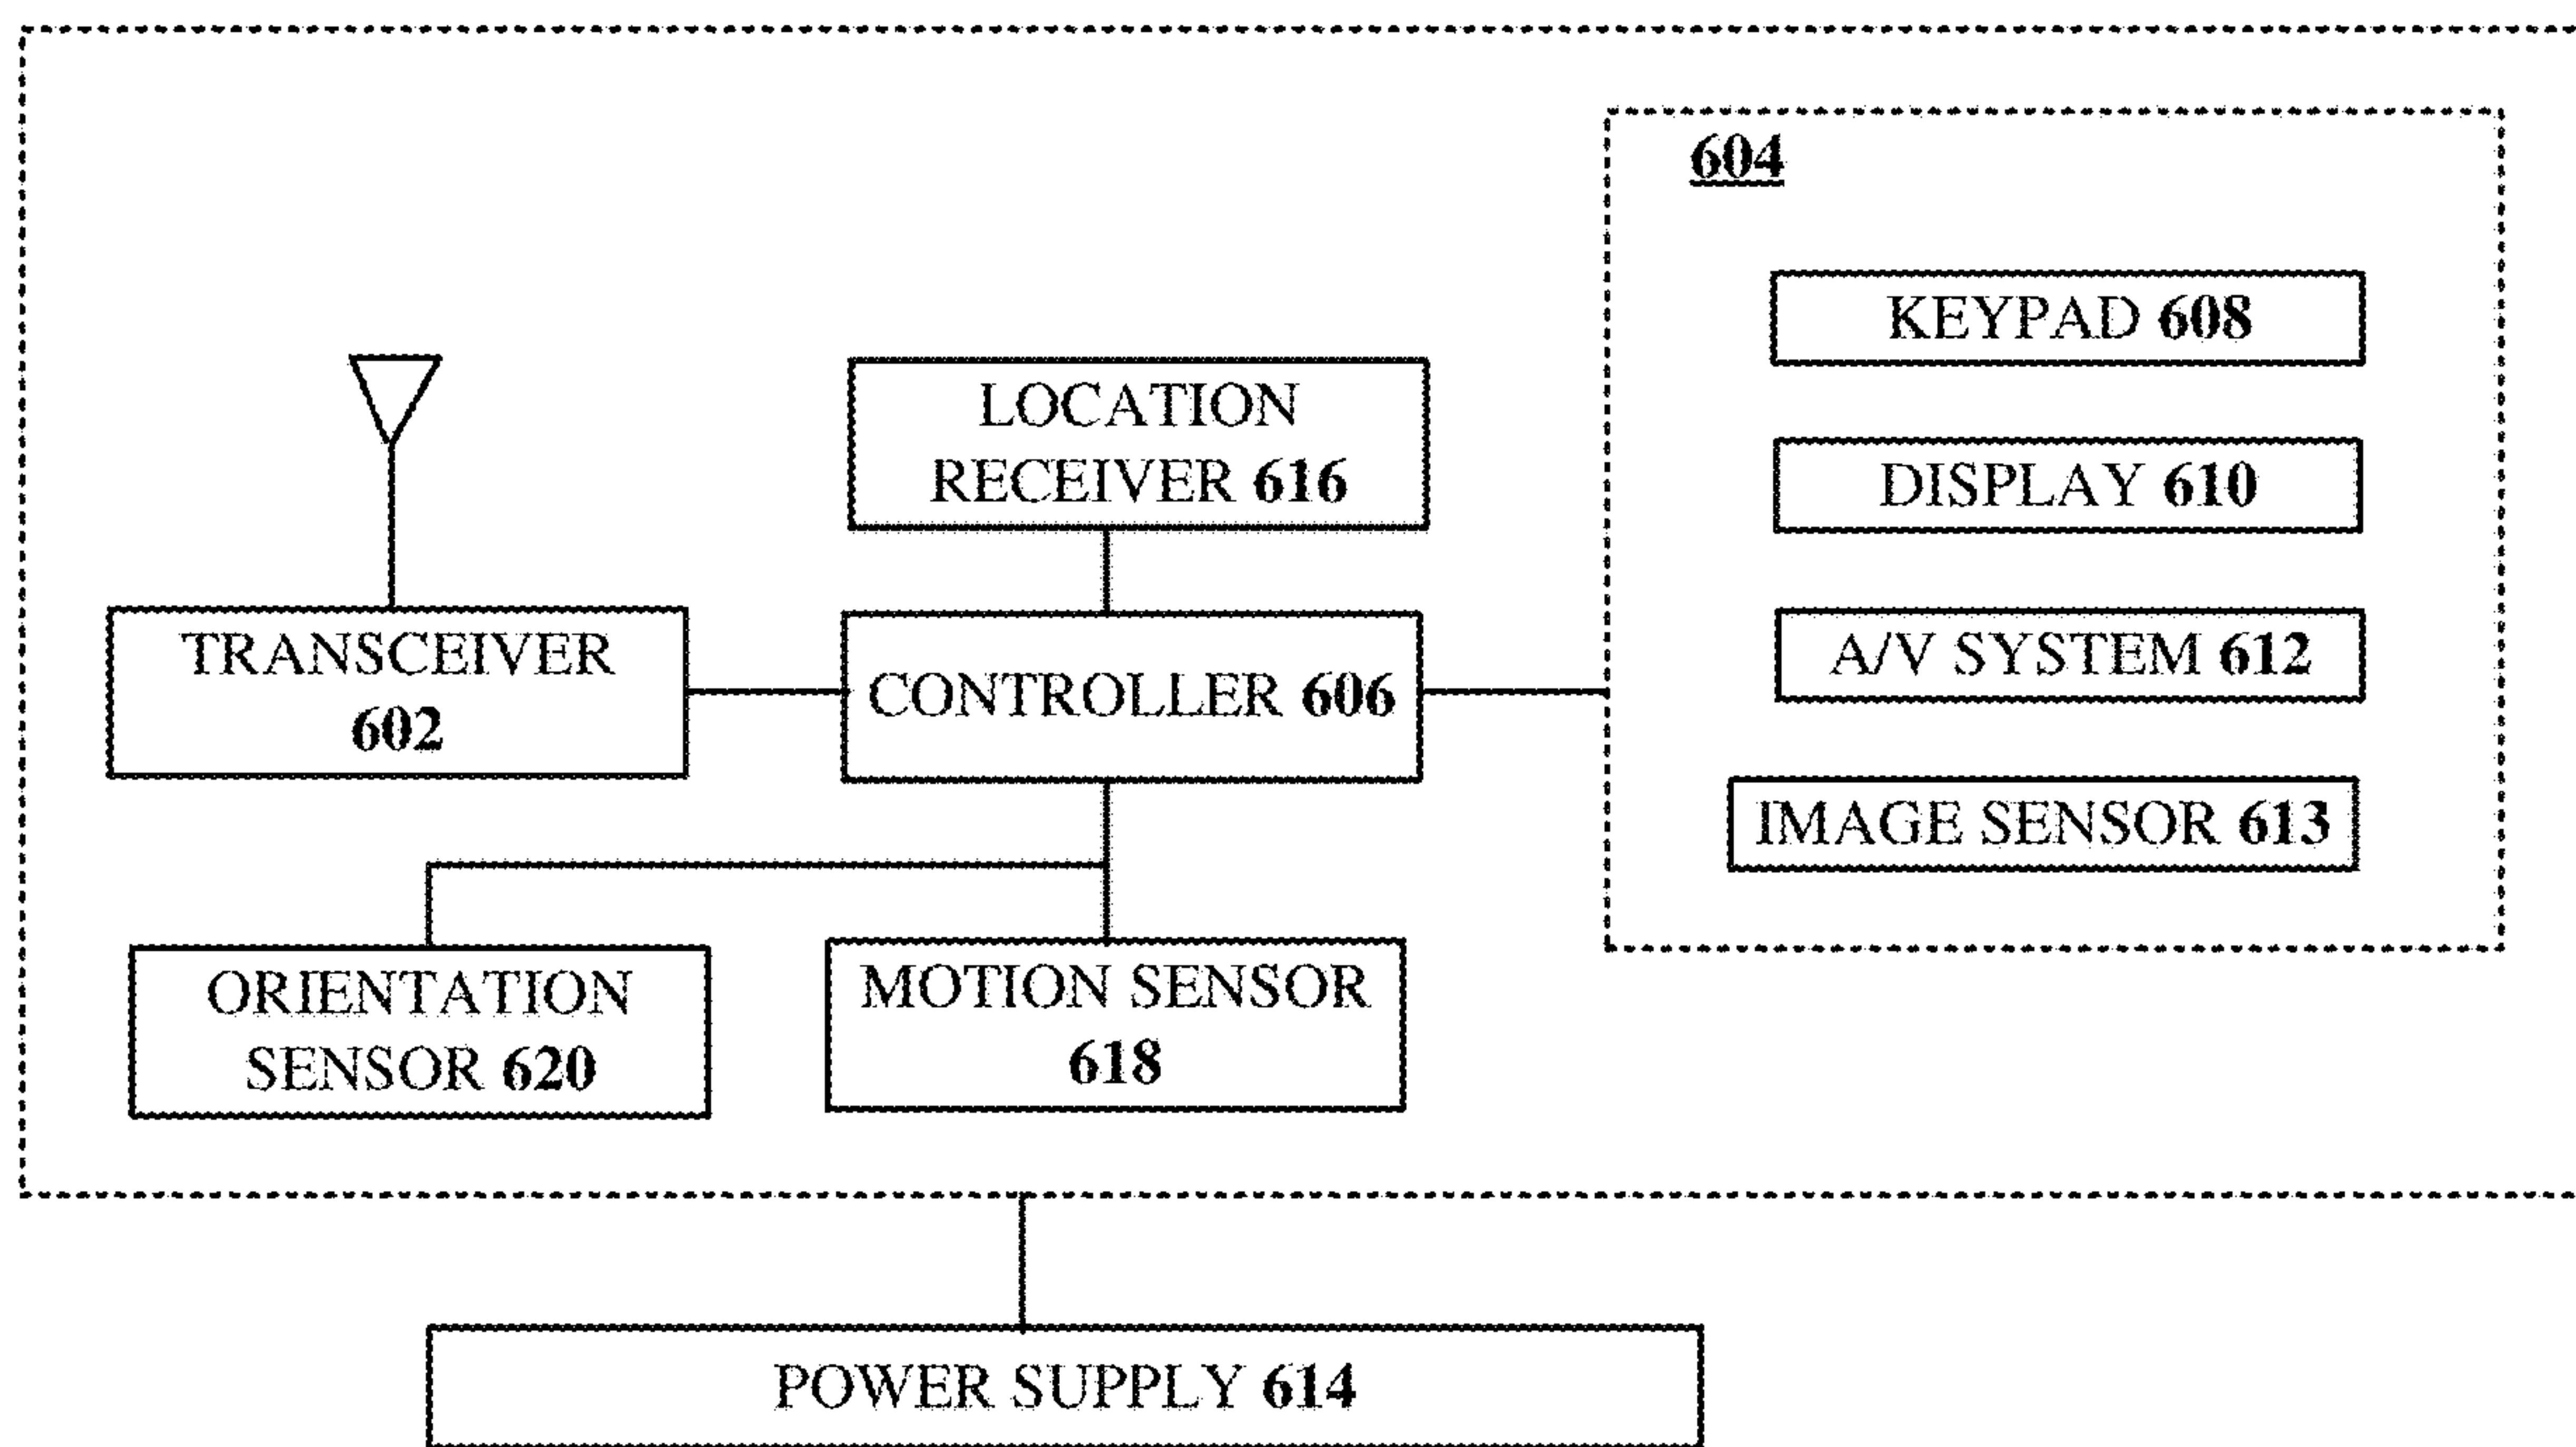 604
KEYPAD 608
DISPLAY 610
A/V SYSTEM 612
IMAGE SENSOR 613
LOCATION
RECEIVER 616
TRANSCEIVER
602
CONTROLLER 606
ORIENTATION
SENSOR 620
MOTION SENSOR
618
POWER SUPPLY 614